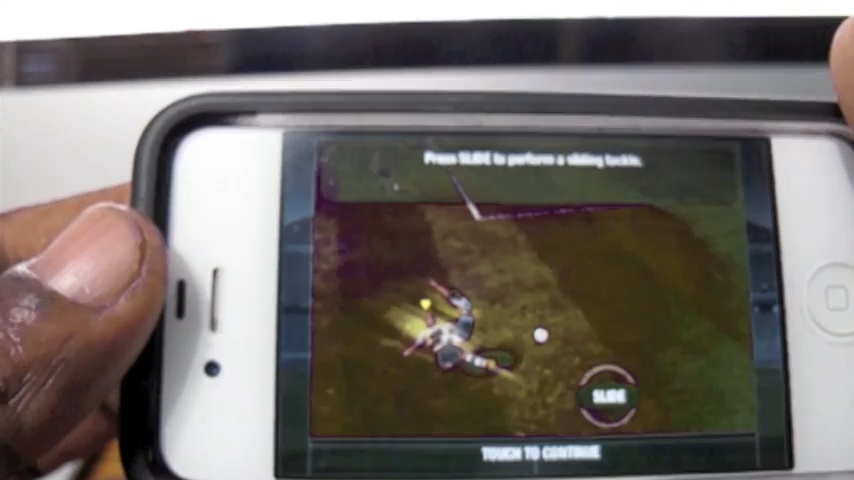 Press SLIDE to perform a sliding tackle.
SLIDE
TOUCH TO CONTINUE